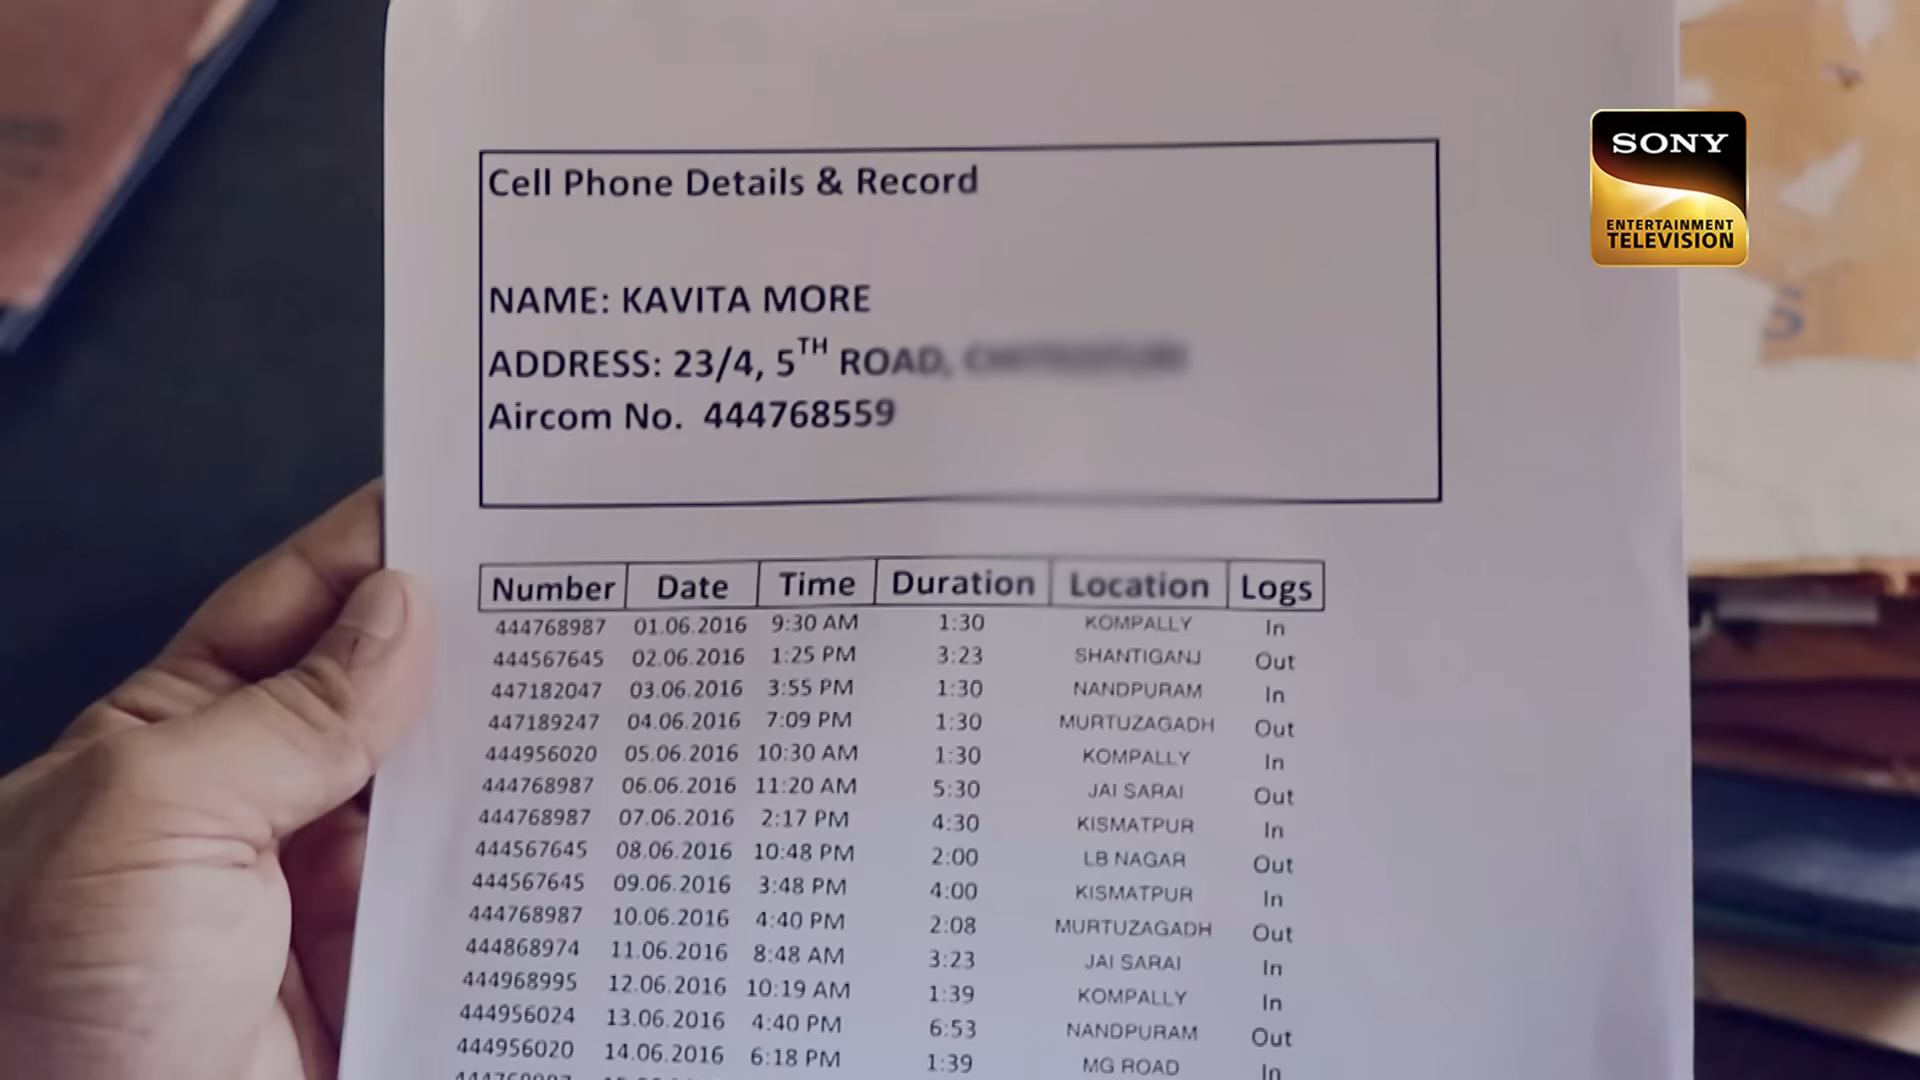 Cell Phone Details & Record
SONY
ENTERTAINMENT
TELEVISION
NAME: KAVITA MORE
ADDRESS: 23/4, 5TH ROAD,
Aircom No. 444768559
Number Date Time Duration Location Logs
444768987 01.06.2016 9:30 AM 1:30 KOMPALLY In
444567645 02.06.2016 1:25 PM 3:23 SHANTIGANJ Out
447182047 03.06.2016 3:55 PM 1:30 NANDPURAM In
447189247 04.06.2016 7:09 PM 1:30 MURTUZAGADH Out
444956020 05.06.2016 10:30 AM 1:30 KOMPALLY In
444768987 06.06.2016 11:20 AM 5:30 JAI SARAI Out
444768987 07.06.2016 2:17 PM 4:30 KISMATPUR In
444567645 08.06.2016 10:48 PM 2:00 LB NAGAR Out
444567645 09.06.2016 3:48 PM 4:00 KISMATPUR In
444768987 10.06.2016 4:40 PM 2:08 MURTUZAGADH Out
444868974 11.06.2016 8:48 AM 3:23 JAI SARAI In
444968995 12.06.2016 10:19 AM 1:39 KOMPALLY In
444956024 13.06.2016 4:40 PM 6:53 NANDPURAM Out
444956020 14.06.2016 6:18 PM 1:39 MG ROAD In